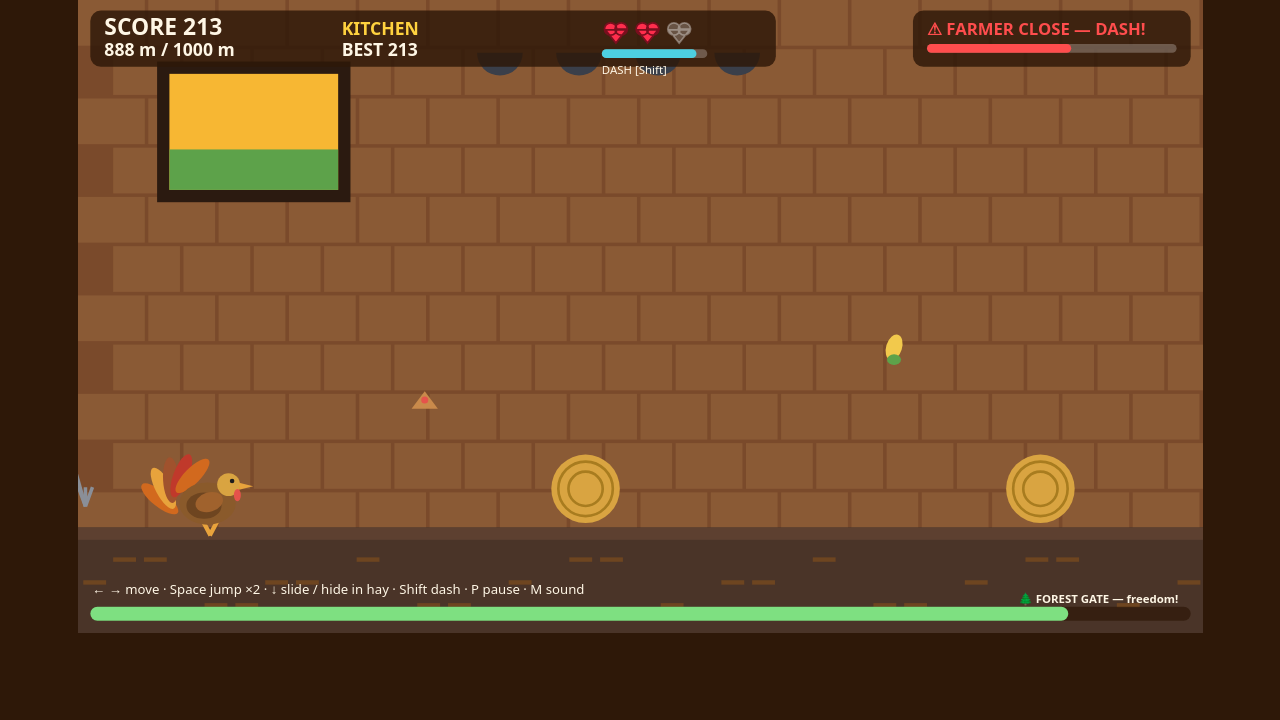 SCORE 213
888 m / 1000 m
KITCHEN
BEST 213
DASH [Shift]
⚠ FARMER CLOSE — DASH!
← → move · Space jump ×2 · ↓ slide / hide in hay · Shift dash · P pause · M sound
🌲 FOREST GATE — freedom!